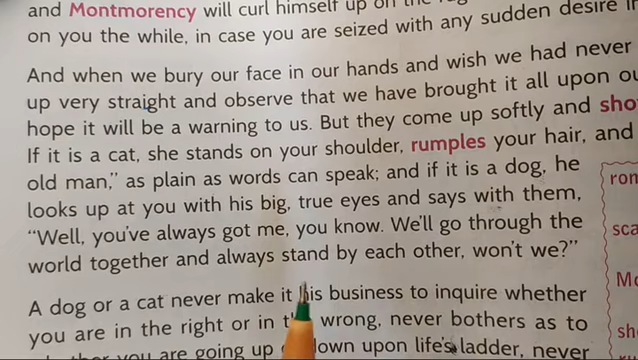 and Montmorency will curl himself up on the
on you the while, in case you are seized with any sudden desire
And when we bury our face in our hands and wish we had never
up very straight and observe that we have brought it all upon
hope it will be a warning to us. But they come up softly and
If it is a cat, she stands on your shoulder, rumples your hair, and
old man," as plain as words can speak; and if it is a dog, he
looks up at you with his big, true eyes and says with them,
"Well, you've always got me, you know. We'll go through the
world together and always stand by each other, won't we?"
A dog or a cat never make it his business to inquire whether
you are in the right or in wrong, never bothers as to
you are going up down upon life's ladder, never